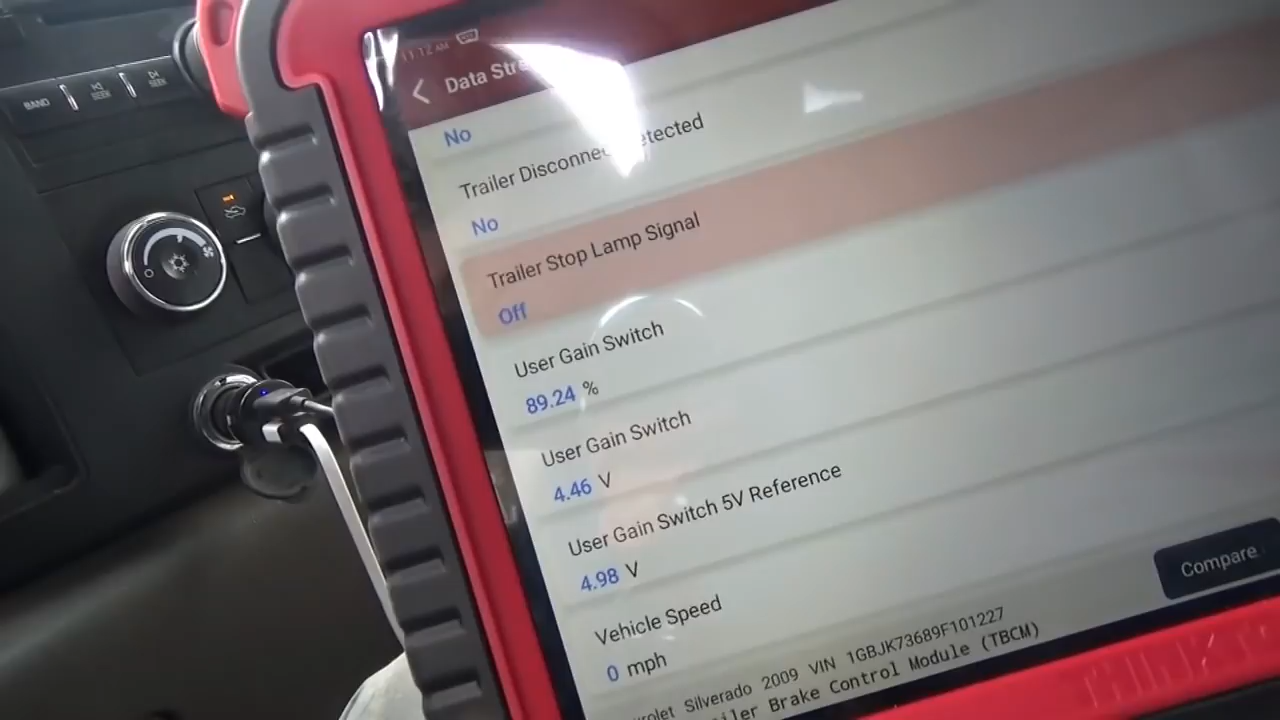 BAND
SEEK
SEEK
11:12 AM
Data
No
Trailer Disconnect Detected
No
Trailer Stop Lamp Signal
Off
User Gain Switch
89.24 %
User Gain Switch
4.46 V
User Gain Switch 5V Reference
4.98 V
Vehicle Speed
0 mph
Compare
Silverado 2009 VIN 1GBJK73689F101227
Brake Control Module (TBCM)